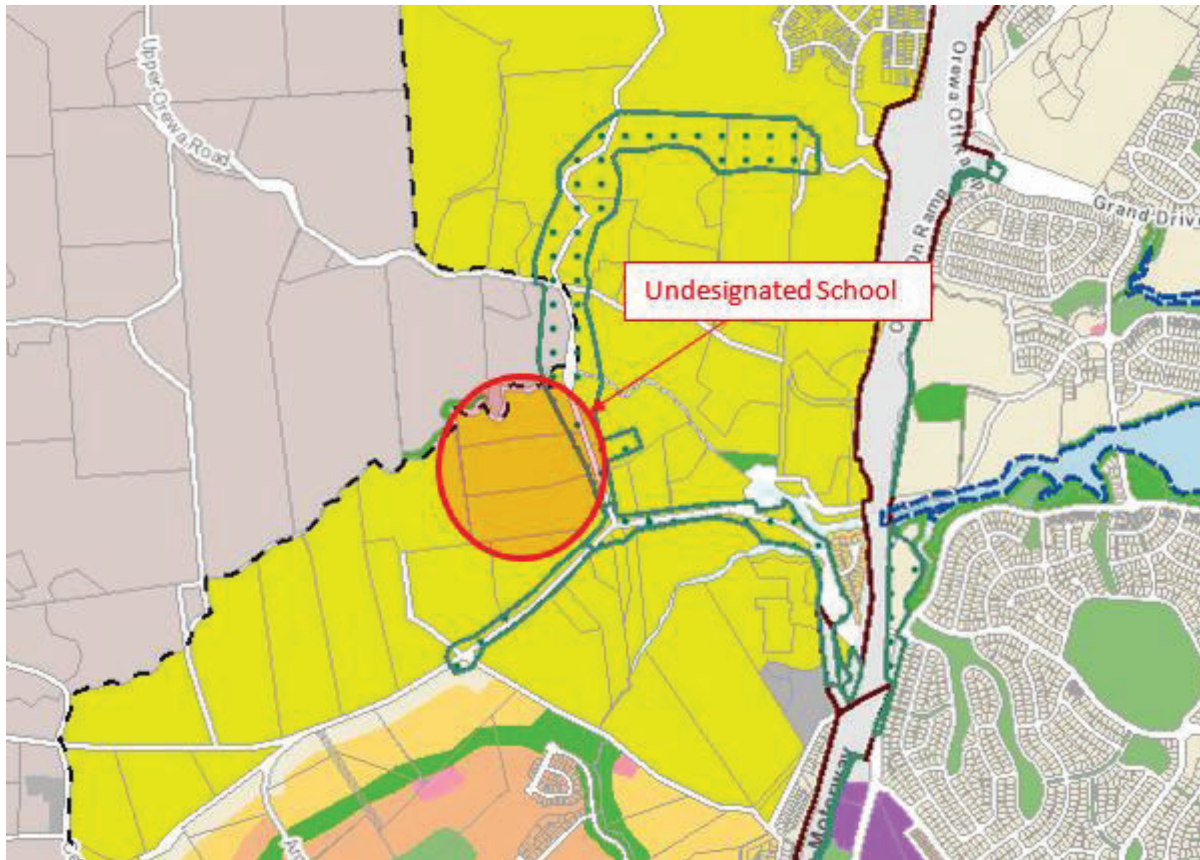 Upper Orewa Road
Orewa Off Ramp
On Ramp
Grand Drive
Undesignated School
Motorway